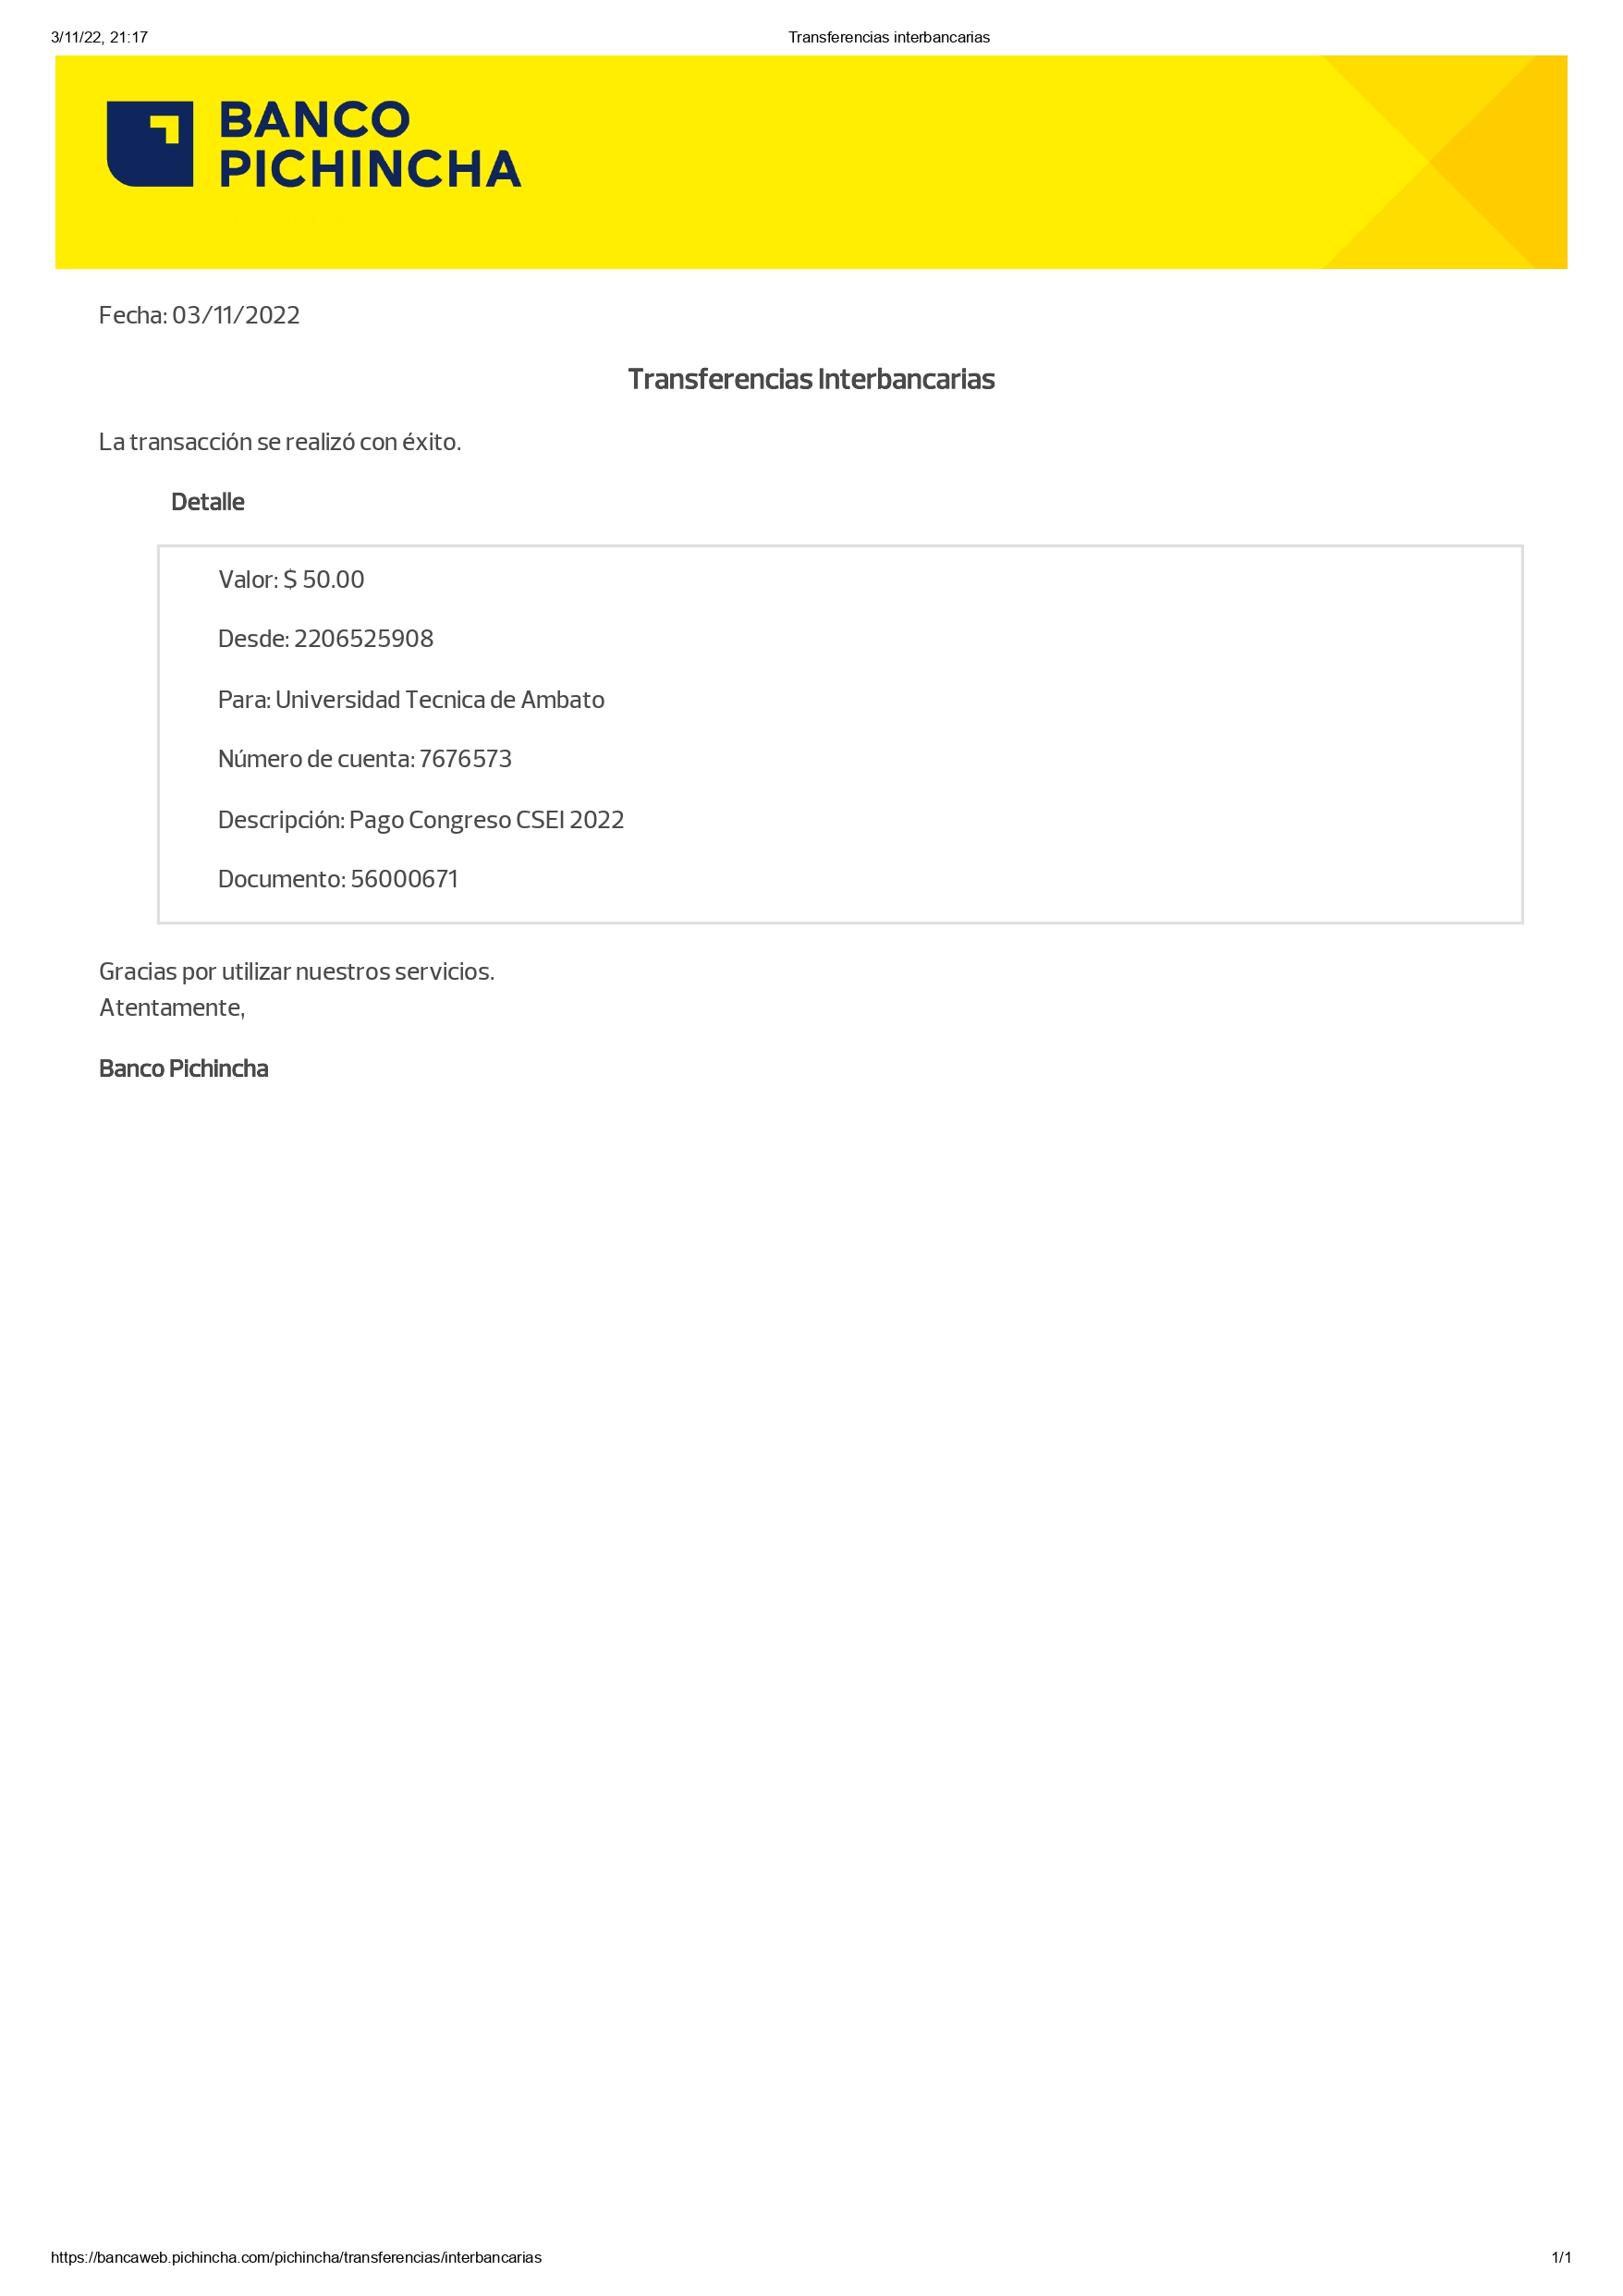 3/11/22, 21:17
Transferencias interbancarias
BANCO
PICHINCHA
Fecha: 03/11/2022
Transferencias Interbancarias
La transacción se realizó con éxito.
Detalle
Valor: $ 50.00
Desde: 2206525908
Para: Universidad Tecnica de Ambato
Número de cuenta: 7676573
Descripción: Pago Congreso CSEI 2022
Documento: 56000671
Gracias por utilizar nuestros servicios.
Atentamente,
Banco Pichincha
https://bancaweb.pichincha.com/pichincha/transferencias/interbancarias
1/1